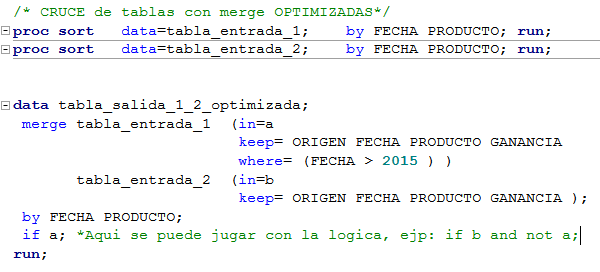 /* CRUCE de tablas con merge OPTIMIZADAS*/
proc sort data=tabla_entrada_1; by FECHA PRODUCTO; run;
proc sort data=tabla_entrada_2; by FECHA PRODUCTO; run;
data tabla_salida_1_2_optimizada;
merge tabla_entrada_1 (in=a
keep= ORIGEN FECHA PRODUCTO GANANCIA
where= (FECHA > 2015 ) )
tabla_entrada_2 (in=b
keep= ORIGEN FECHA PRODUCTO GANANCIA );
by FECHA PRODUCTO;
if a; *Aqui se puede jugar con la logica, ejp: if b and not a;
run;